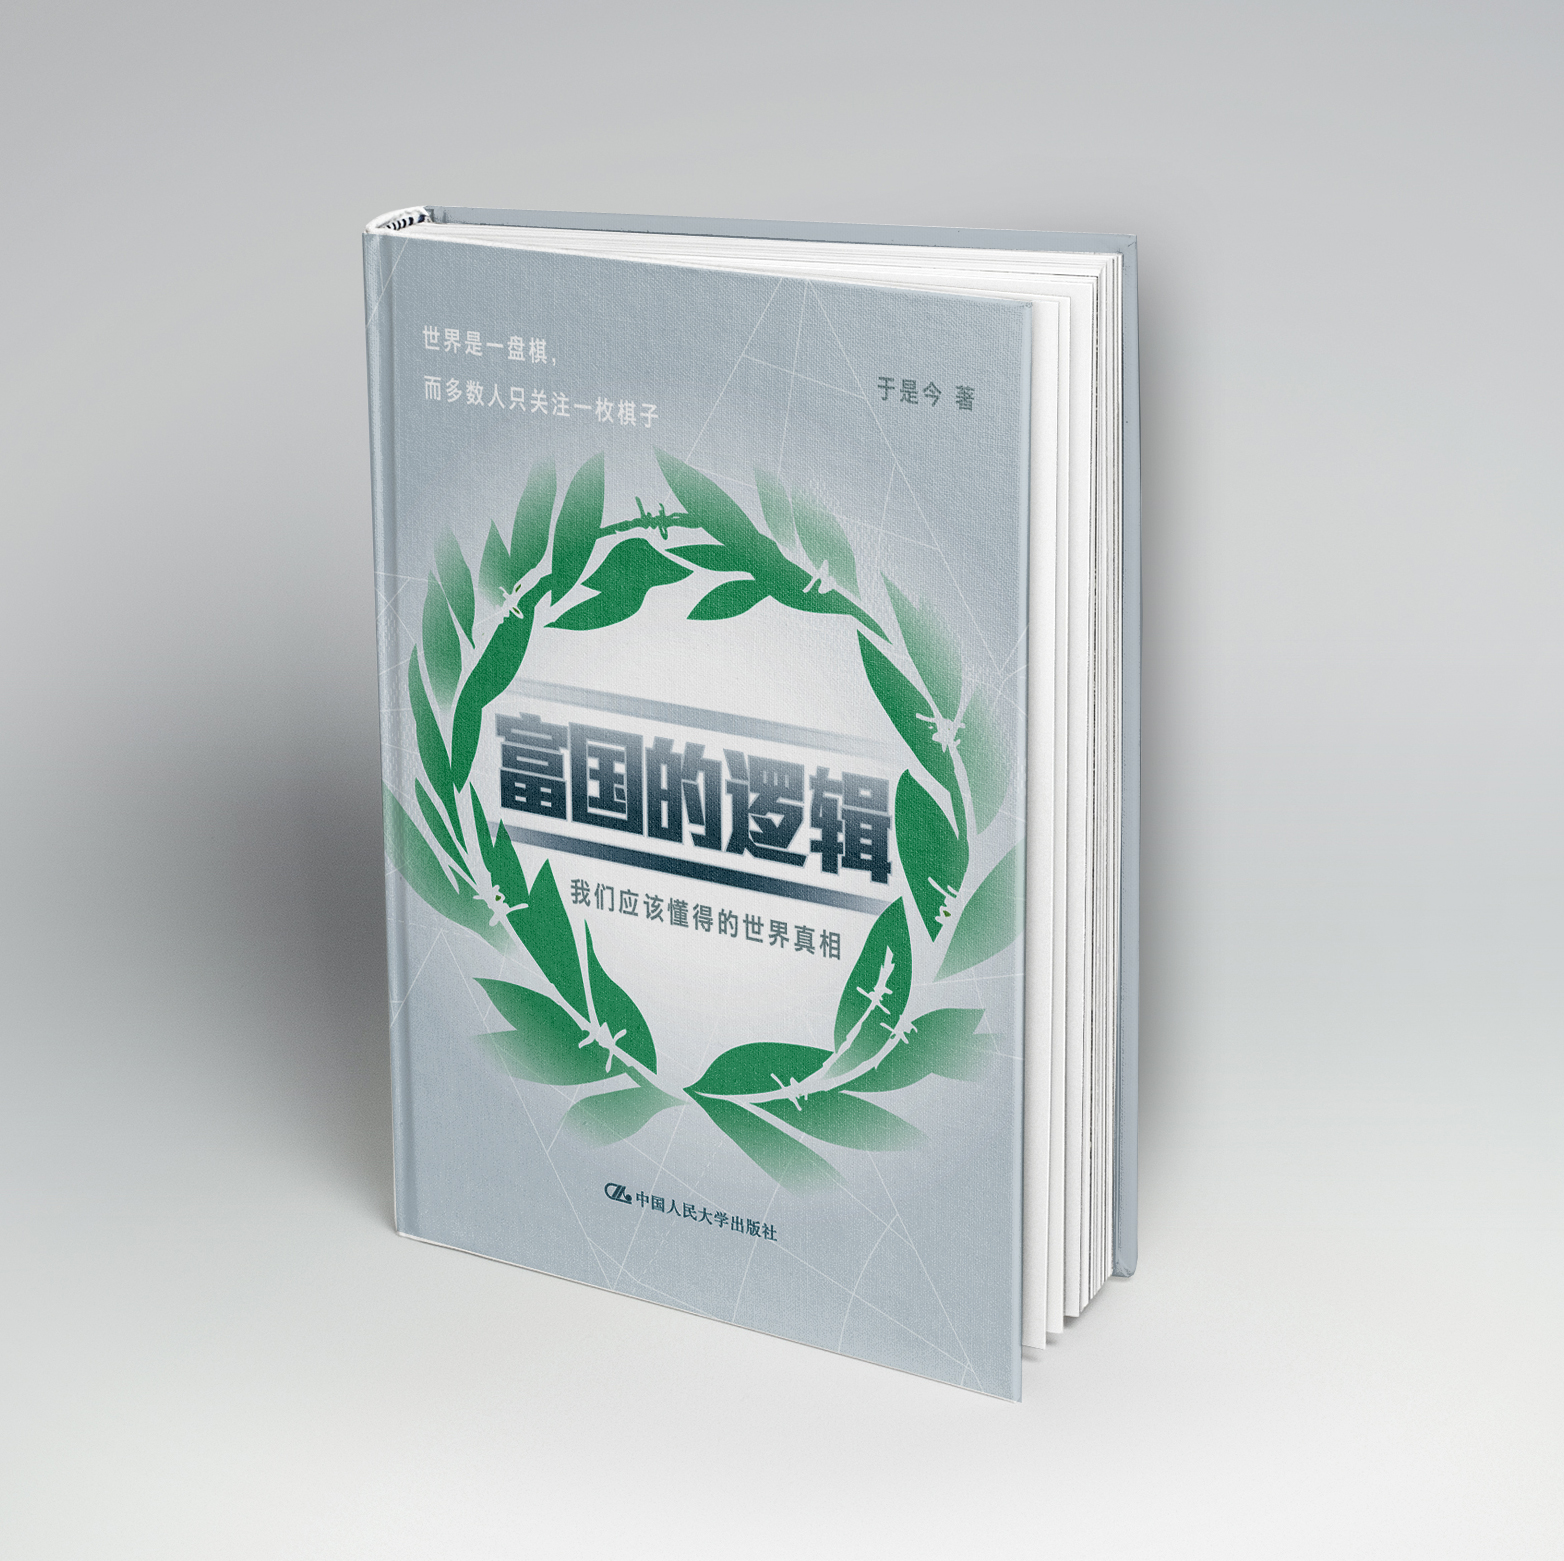 世界是一盘棋，
而多数人只关注一枚棋子
于是今 著
富国的逻辑
我们应该懂得的世界真相
中国人民大学出版社